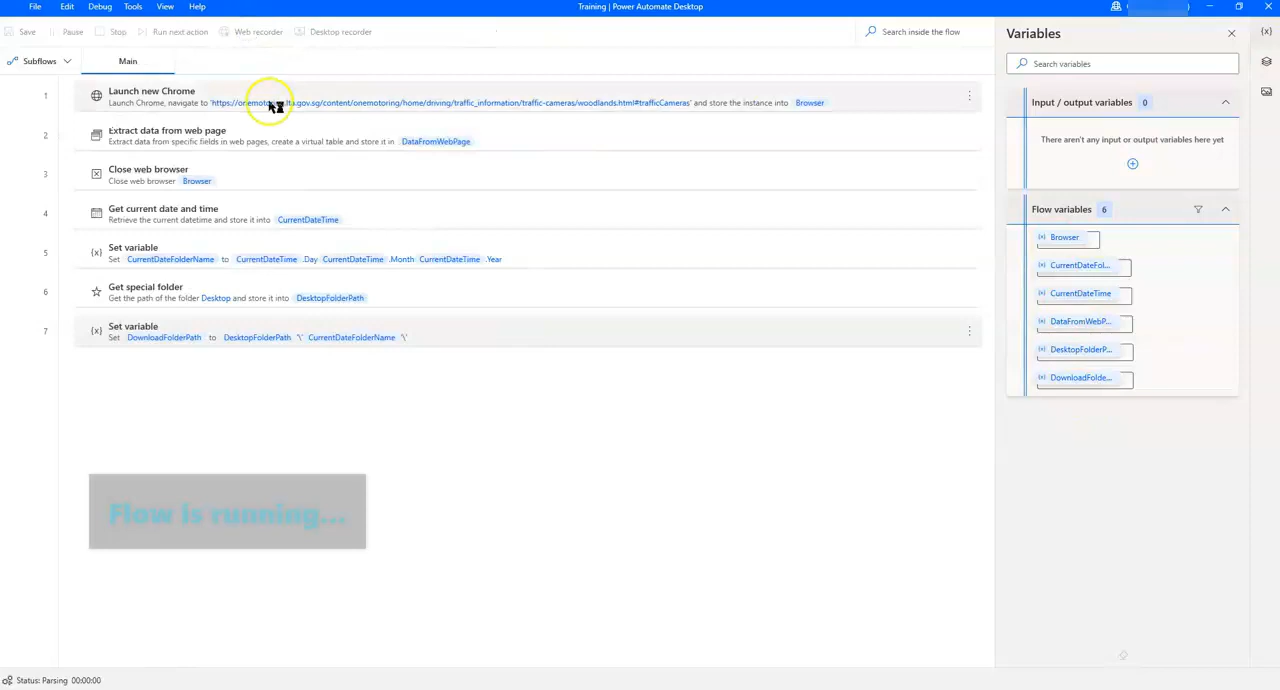 File Edit Debug Tools View Help
Training | Power Automate Desktop
Save Pause Stop Run next action Web recorder Desktop recorder
Search inside the flow
Subflows Main
1 Launch new Chrome
Launch Chrome, navigate to 'https://onemotoring.lta.gov.sg/content/onemotoring/home/driving/traffic_information/traffic-cameras/woodlands.html#trafficCameras' and store the instance into Browser
2 Extract data from web page
Extract data from specific fields in web pages, create a virtual table and store it in DataFromWebPage
3 Close web browser
Close web browser Browser
4 Get current date and time
Retrieve the current datetime and store it into CurrentDateTime
5 Set variable
Set CurrentDateFolderName to CurrentDateTime .Day CurrentDateTime .Month CurrentDateTime .Year
6 Get special folder
Get the path of the folder Desktop and store it into DesktopFolderPath
7 Set variable
Set DownloadFolderPath to DesktopFolderPath '\' CurrentDateFolderName '\'
Flow is running...
Status: Parsing 00:00:00
Variables
Search variables
Input / output variables 0
There aren't any input or output variables here yet
Flow variables 6
Browser
CurrentDateFol...
CurrentDateTime
DataFromWebP...
DesktopFolderP...
DownloadFolde...